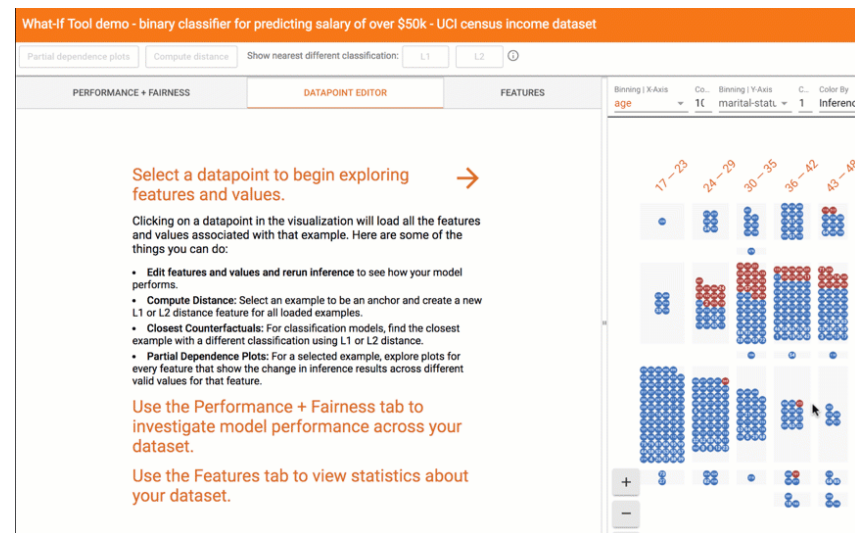 What-If Tool demo - binary classifier for predicting salary of over $50k - UCI census income dataset
Partial dependence plots
Compute distance
Show nearest different classification:
L1
L2
PERFORMANCE + FAIRNESS
DATAPOINT EDITOR
FEATURES
Binning | X-Axis
Co...
Binning | Y-Axis
C...
Color By
age
10
marital-statu
1
Inferenc
17 – 23
24 – 29
30 – 35
36 – 42
43 – 48
Select a datapoint to begin exploring
features and values.
Clicking on a datapoint in the visualization will load all the features
and values associated with that example. Here are some of the
things you can do:
• Edit features and values and rerun inference to see how your model
performs.
• Compute Distance: Select an example to be an anchor and create a new
L1 or L2 distance feature for all loaded examples.
• Closest Counterfactuals: For classification models, find the closest
example with a different classification using L1 or L2 distance.
• Partial Dependence Plots: For a selected example, explore plots for
every feature that show the change in inference results across different
valid values for that feature.
Use the Performance + Fairness tab to
investigate model performance across your
dataset.
Use the Features tab to view statistics about
your dataset.